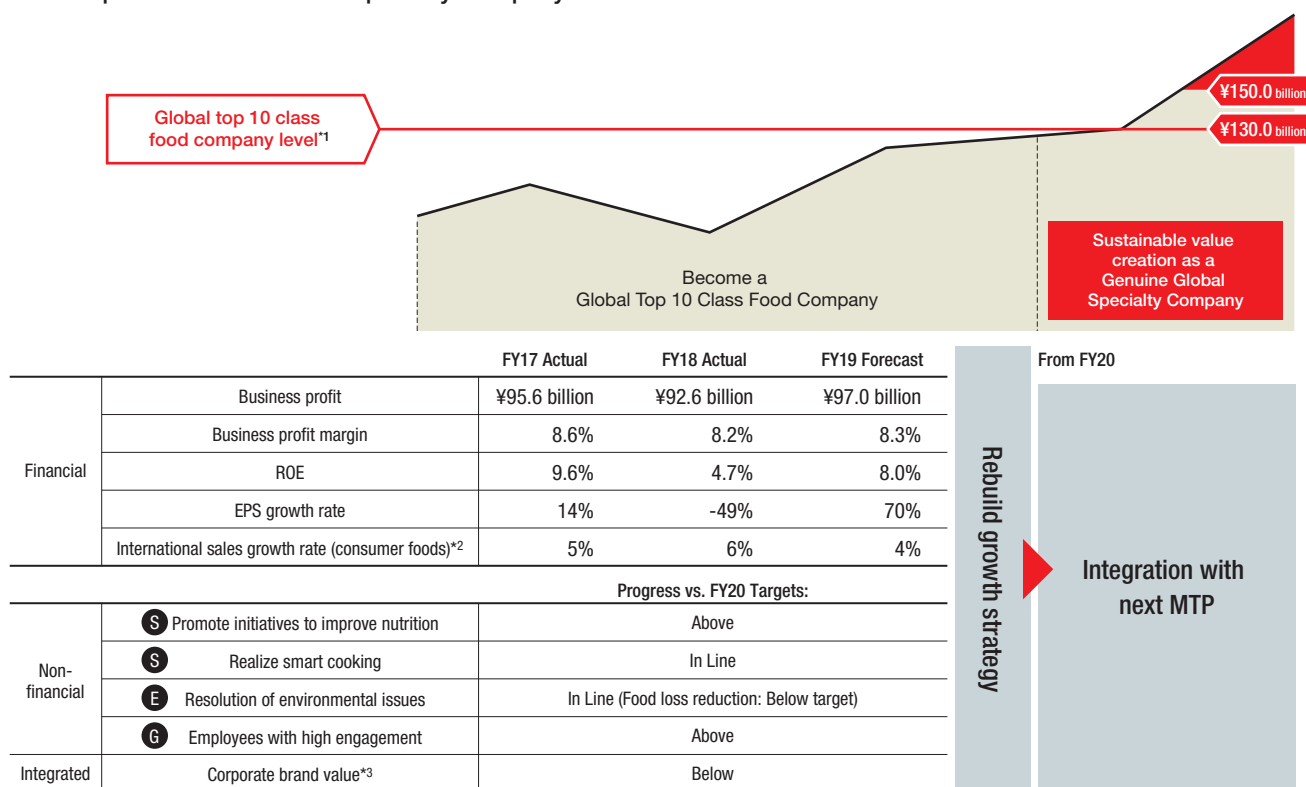 ¥150.0 billion
Global top 10 class
food company level*1
¥130.0 billion
Sustainable value
creation as a
Genuine Global
Specialty Company
Become a
Global Top 10 Class Food Company
FY17 Actual FY18 Actual FY19 Forecast From FY20
Financial
Business profit ¥95.6 billion ¥92.6 billion ¥97.0 billion
Business profit margin 8.6% 8.2% 8.3%
ROE 9.6% 4.7% 8.0%
EPS growth rate 14% -49% 70%
International sales growth rate (consumer foods)*2 5% 6% 4%
Progress vs. FY20 Targets:
Non-
financial
S Promote initiatives to improve nutrition Above
S Realize smart cooking In Line
E Resolution of environmental issues In Line (Food loss reduction: Below target)
G Employees with high engagement Above
Integrated Corporate brand value*3 Below
Rebuild growth strategy
Integration with
next MTP